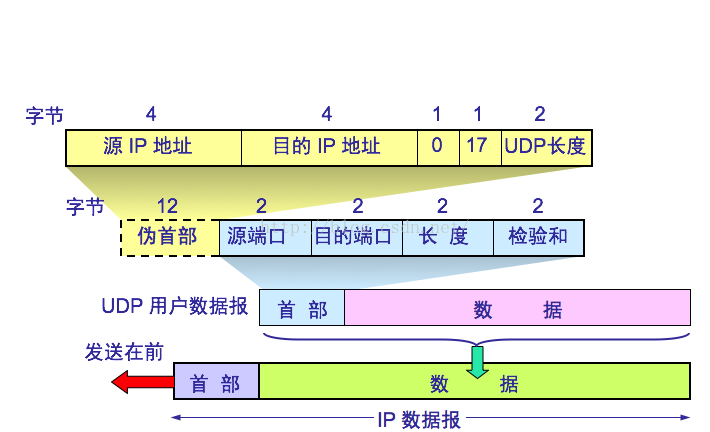 字节 4 4 1 1 2
源 IP 地址 目的 IP 地址 0 17 UDP长度
字节 12 2 2 2 2
伪首部 源端口 目的端口 长 度 检验和
UDP 用户数据报 首 部 数 据
发送在前
首 部 数 据
IP 数据报